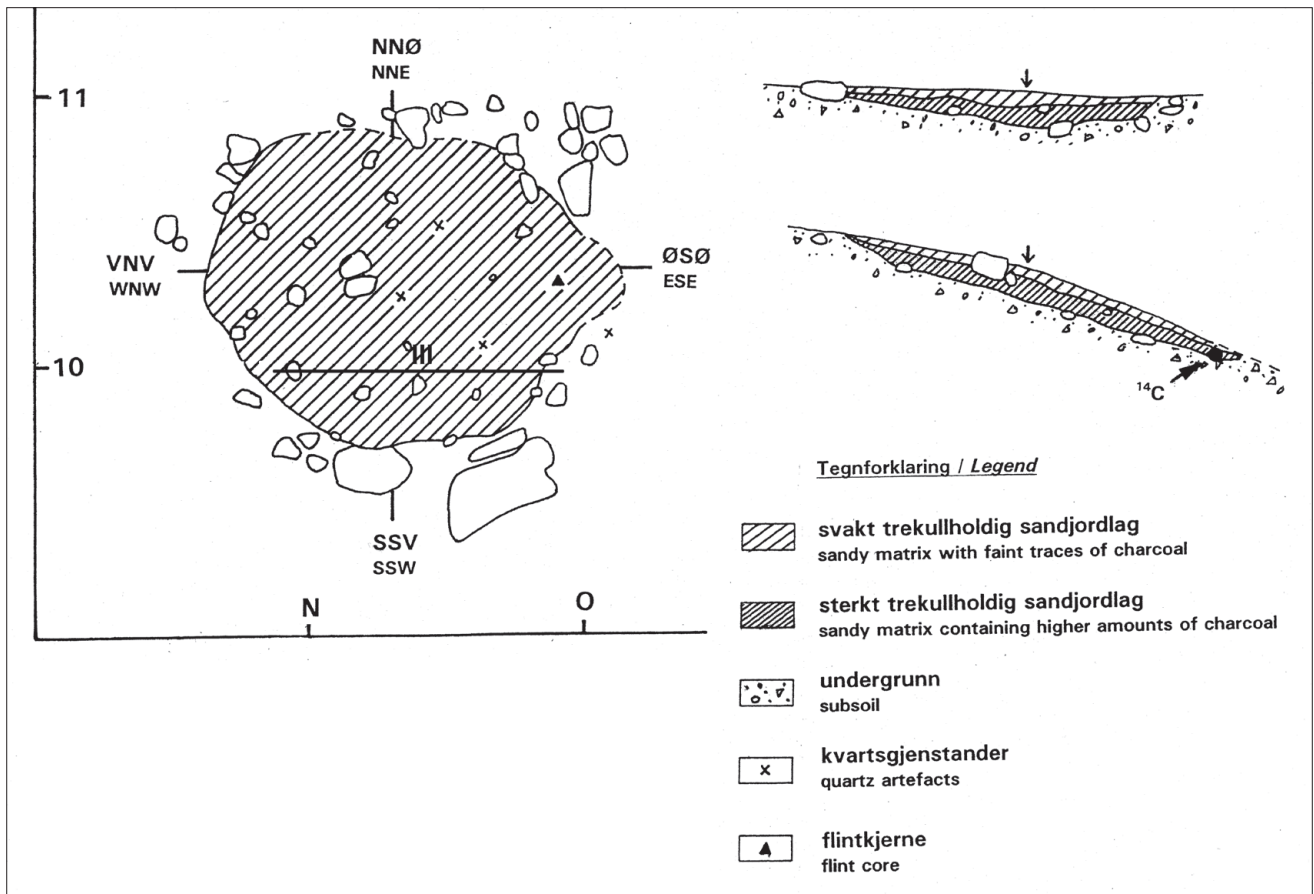 NNØ
NNE
11
VNV
WNW
ØSØ
ESE
III
10
SSV
SSW
N
O
14C
Tegnforklaring / Legend
svakt trekullholdig sandjordlag
sandy matrix with faint traces of charcoal
sterkt trekullholdig sandjordlag
sandy matrix containing higher amounts of charcoal
undergrunn
subsoil
kvartsgjenstander
quartz artefacts
flintkjerne
flint core